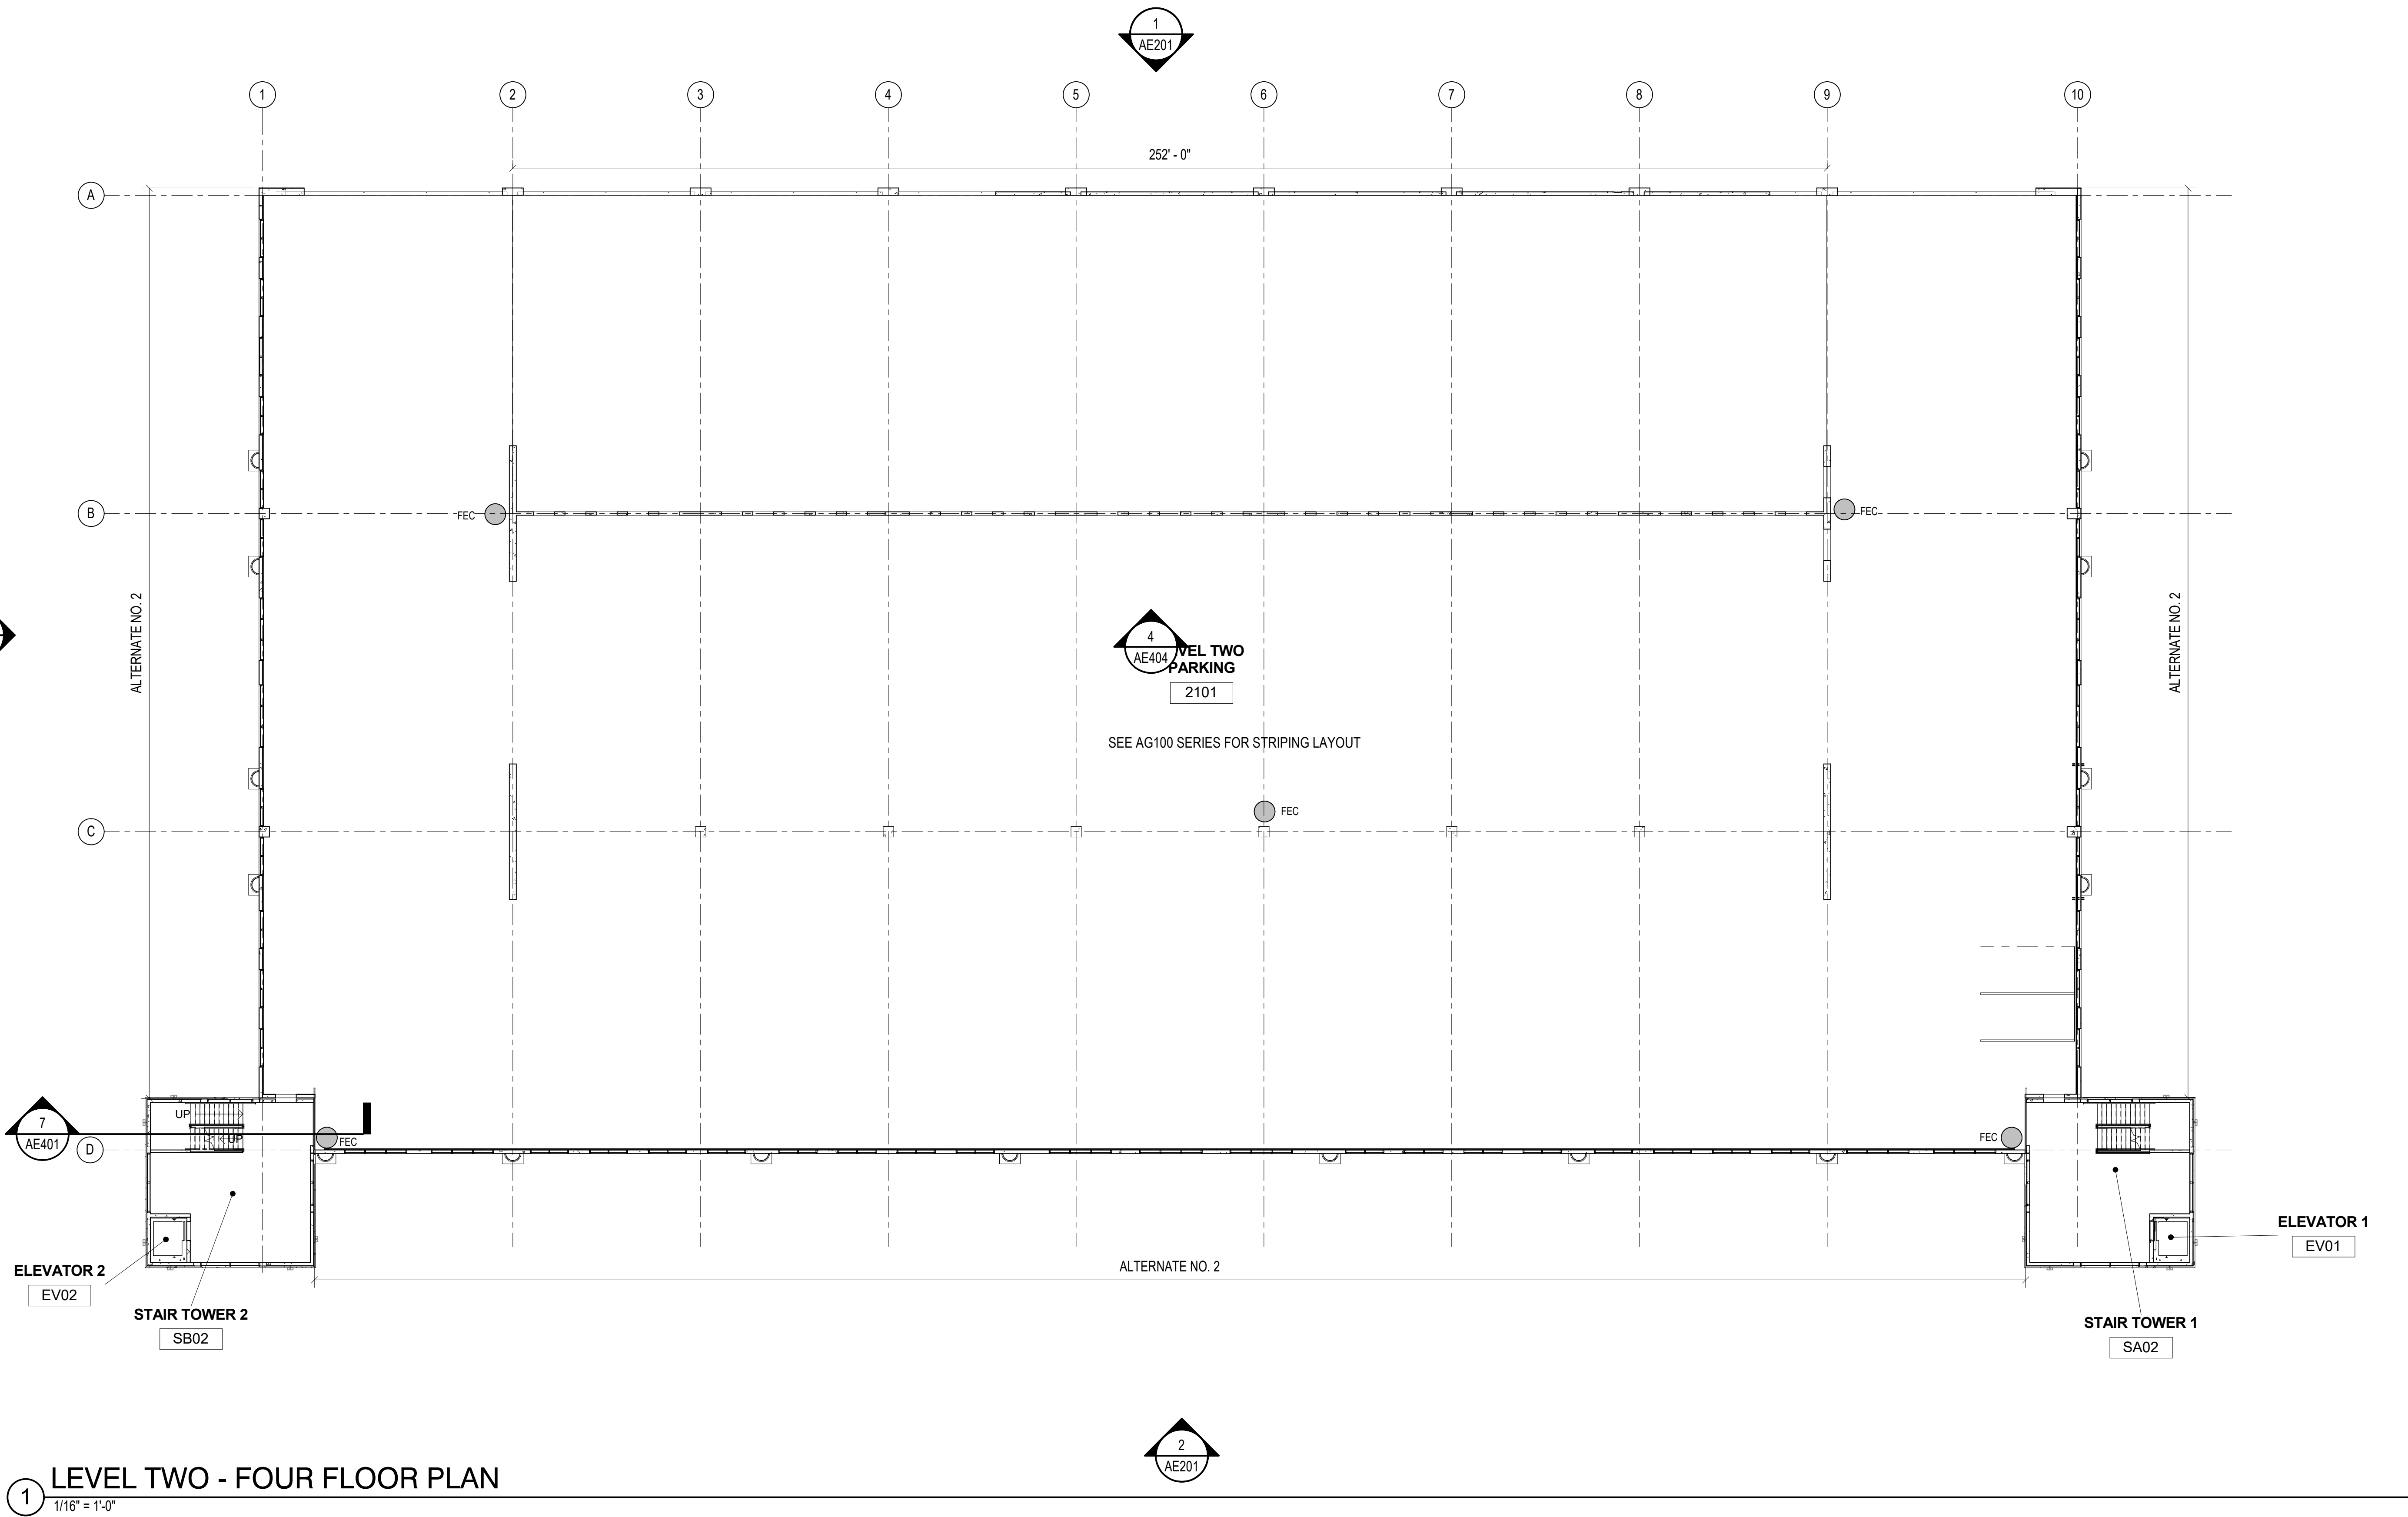 1
AE201
1
2
3
4
5
6
7
8
9
10
252' - 0"
A
B
FEC
FEC
ALTERNATE NO. 2
ALTERNATE NO. 2
4
AE404
VEL TWO
PARKING
2101
SEE AG100 SERIES FOR STRIPING LAYOUT
FEC
C
UP
UP
7
AE401
D
FEC
FEC
ELEVATOR 1
EV01
ELEVATOR 2
EV02
ALTERNATE NO. 2
STAIR TOWER 2
SB02
STAIR TOWER 1
SA02
2
AE201
1
LEVEL TWO - FOUR FLOOR PLAN
1/16" = 1'-0"